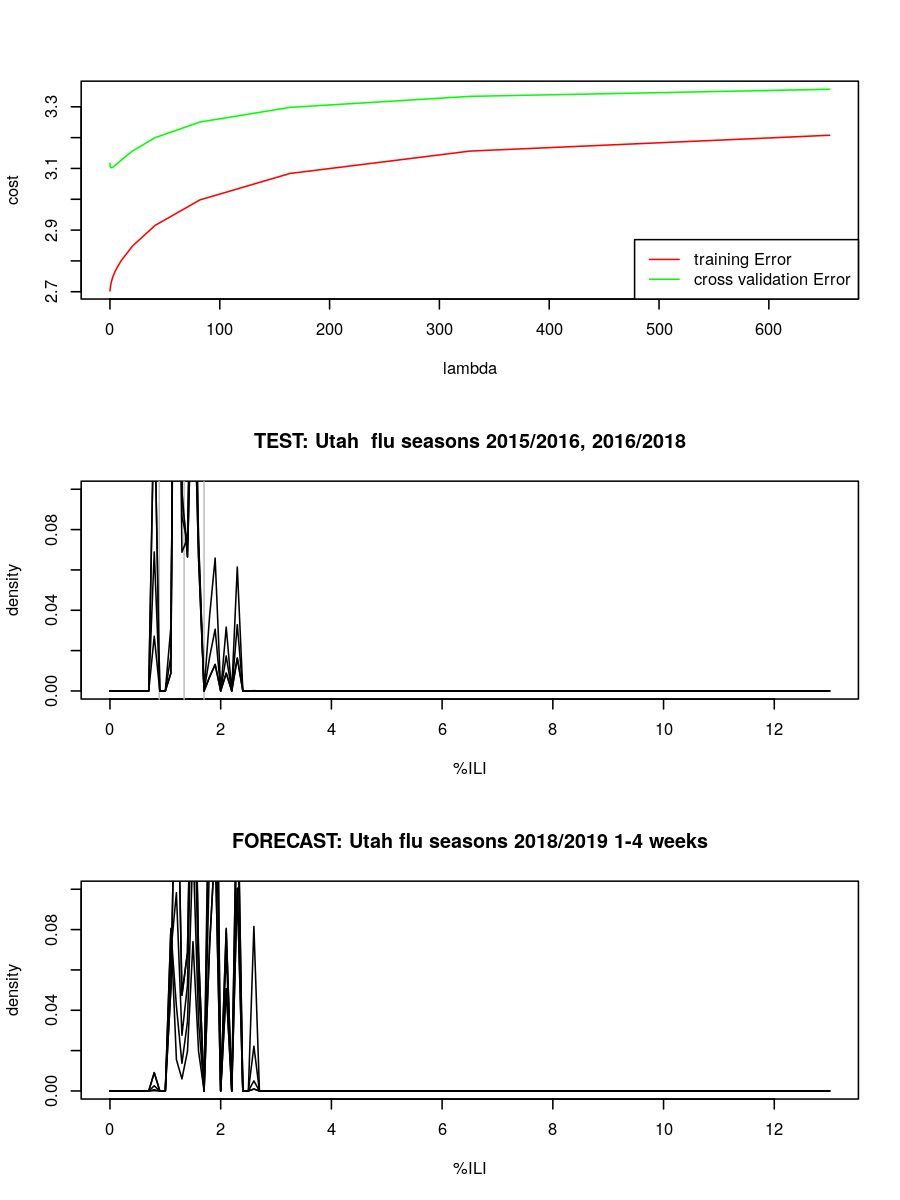 cost
3.3
3.1
2.9
2.7
training Error
cross validation Error
0 100 200 300 400 500 600
lambda
TEST: Utah  flu seasons 2015/2016, 2016/2018
density
0.08
0.04
0.00
0 2 4 6 8 10 12
%ILI
FORECAST: Utah flu seasons 2018/2019 1-4 weeks
density
0.08
0.04
0.00
0 2 4 6 8 10 12
%ILI